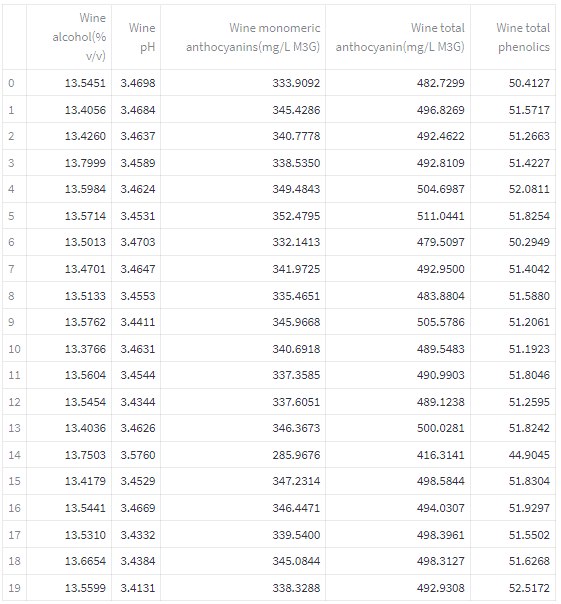 Wine alcohol(% v/v) Wine pH Wine monomeric anthocyanins(mg/L M3G) Wine total anthocyanin(mg/L M3G) Wine total phenolics
0 13.5451 3.4698 333.9092 482.7299 50.4127
1 13.4056 3.4684 345.4286 496.8269 51.5717
2 13.4260 3.4637 340.7778 492.4622 51.2663
3 13.7999 3.4589 338.5350 492.8109 51.4227
4 13.5984 3.4624 349.4843 504.6987 52.0811
5 13.5714 3.4531 352.4795 511.0441 51.8254
6 13.5013 3.4703 332.1413 479.5097 50.2949
7 13.4701 3.4647 341.9725 492.9500 51.4042
8 13.5133 3.4553 335.4651 483.8804 51.5880
9 13.5762 3.4411 345.9668 505.5786 51.2061
10 13.3766 3.4631 340.6918 489.5483 51.1923
11 13.5604 3.4544 337.3585 490.9903 51.8046
12 13.5454 3.4344 337.6051 489.1238 51.2595
13 13.4036 3.4626 346.3673 500.0281 51.8242
14 13.7503 3.5760 285.9676 416.3141 44.9045
15 13.4179 3.4529 347.2314 498.5844 51.8304
16 13.5441 3.4669 346.4471 494.0307 51.9297
17 13.5310 3.4332 339.5400 498.3961 51.5502
18 13.6654 3.4384 345.0844 498.3127 51.6268
19 13.5599 3.4131 338.3288 492.9308 52.5172